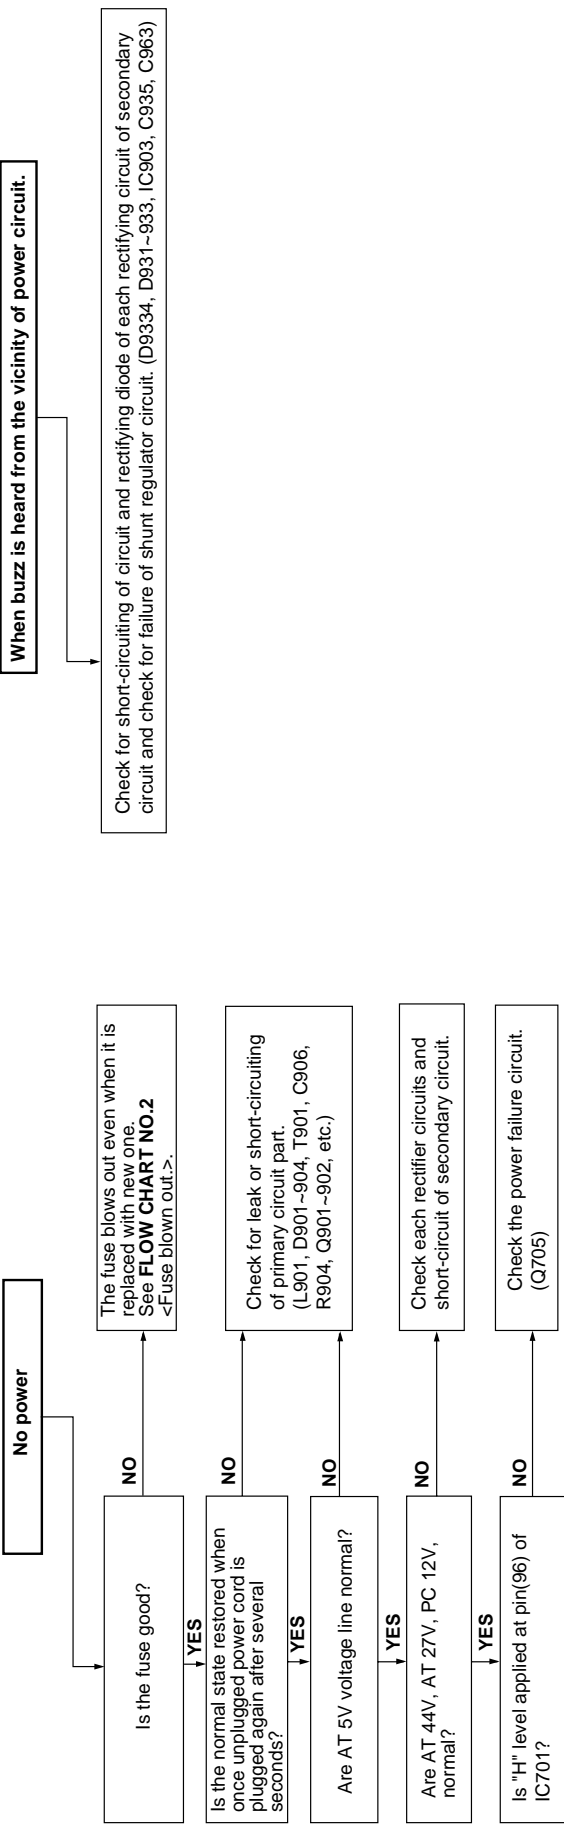 No power
Is the fuse good?
NO
The fuse blows out even when it is
replaced with new one.
See FLOW CHART NO.2
<Fuse blown out.>.
YES
Is the normal state restored when
once unplugged power cord is
plugged again after several
seconds?
NO
Check for leak or short-circuiting
of primary circuit part.
(L901, D901~904, T901, C906,
R904, Q901~902, etc.)
YES
Are AT 5V voltage line normal?
NO
YES
Are AT 44V, AT 27V, PC 12V,
normal?
NO
Check each rectifier circuits and
short-circuit of secondary circuit.
YES
Is "H" level applied at pin(96) of
IC701?
NO
Check the power failure circuit.
(Q705)
When buzz is heard from the vicinity of power circuit.
Check for short-circuiting of circuit and rectifying diode of each rectifying circuit of secondary
circuit and check for failure of shunt regulator circuit. (D9334, D931~933, IC903, C935, C963)